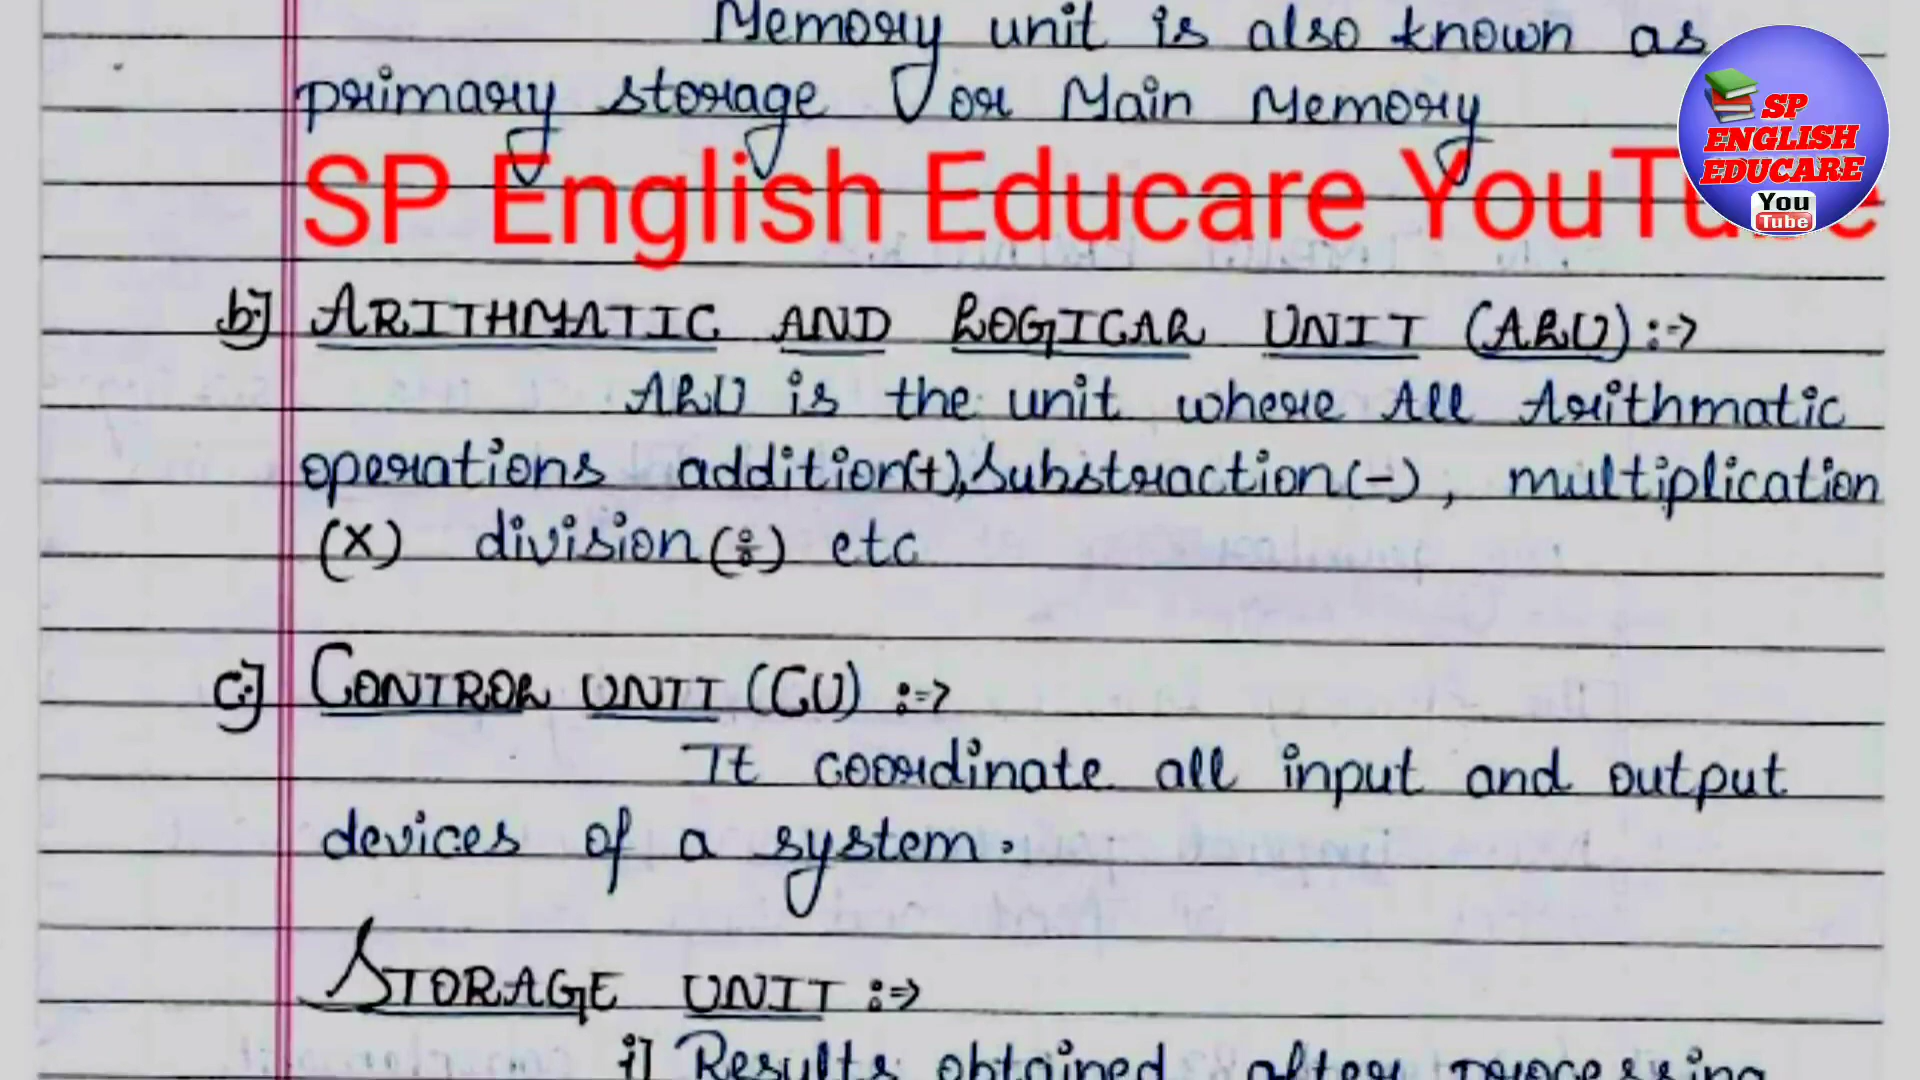 Memory unit is also known as
primary storage or Main Memory
SP English Educare YouTube
SP
ENGLISH
EDUCARE
You
Tube
b) ARITHMATIC AND LOGICAL UNIT (ALU):→
ALU is the unit where All Arithmatic
operations addition(+), Substraction(-), multiplication
(X) division(÷) etc
c) CONTROL UNIT (CU) :→
It coordinate all input and output
devices of a system.
STORAGE UNIT :→
i) Results obtained after processing